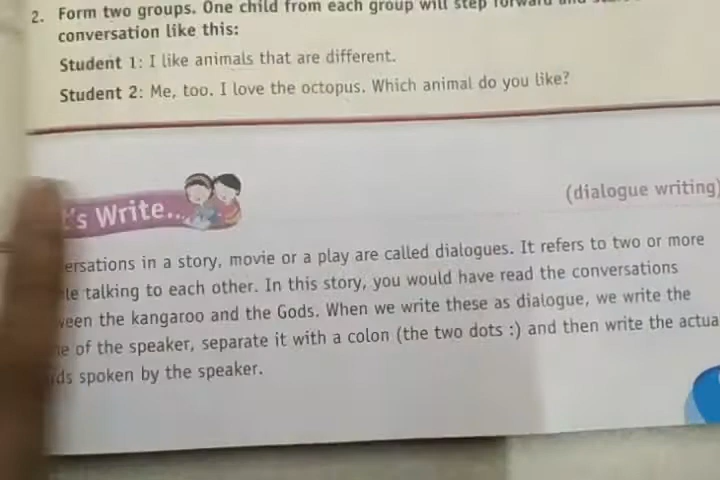 2. Form two groups. One child from each group will step forward and
conversation like this:
Student 1: I like animals that are different.
Student 2: Me, too. I love the octopus. Which animal do you like?
's Write...
(dialogue writing)
ersations in a story, movie or a play are called dialogues. It refers to two or more
le talking to each other. In this story, you would have read the conversations
ween the kangaroo and the Gods. When we write these as dialogue, we write the
e of the speaker, separate it with a colon (the two dots :) and then write the actua
ds spoken by the speaker.